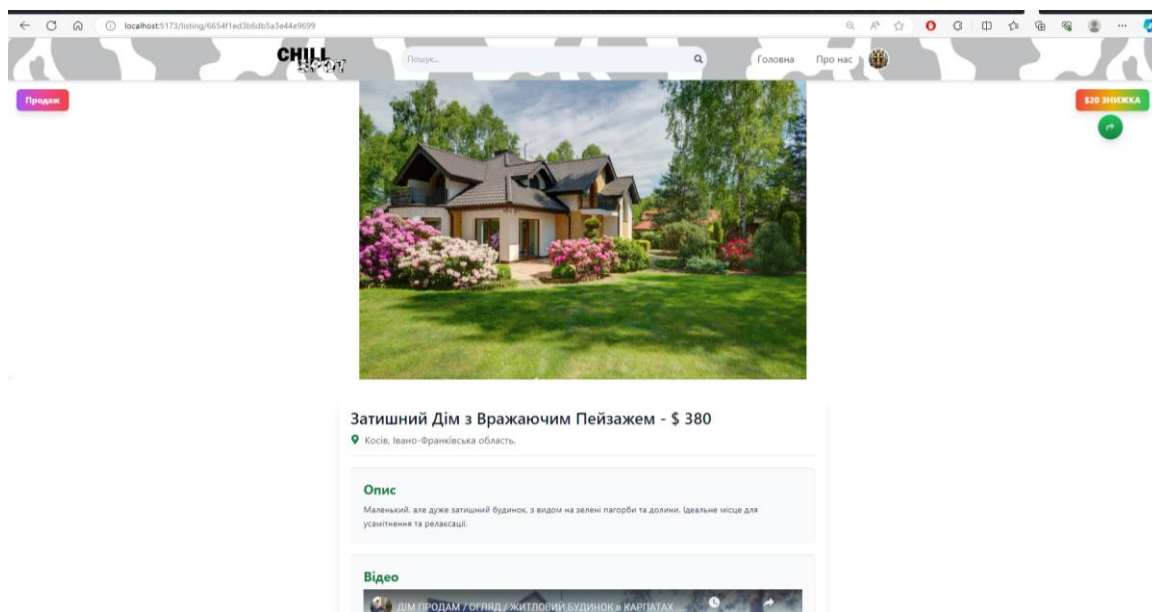 localhost:5173/listing/6654f1ed3b6db5a3e44e9699
CHILL
SPOT
Пошук...
Головна
Про нас
Продаж
$20 ЗНИЖКА
Затишний Дім з Вражаючим Пейзажем - $ 380
Косів, Івано-Франківська область.
Опис
Маленький, але дуже затишний будинок, з видом на зелені пагорби та долини. Ідеальне місце для
усамітнення та релаксації.
Відео
ДІМ ПРОДАМ / ОГЛЯД / ЖИТЛОВИЙ БУДИНОК в КАРПАТАХ ...